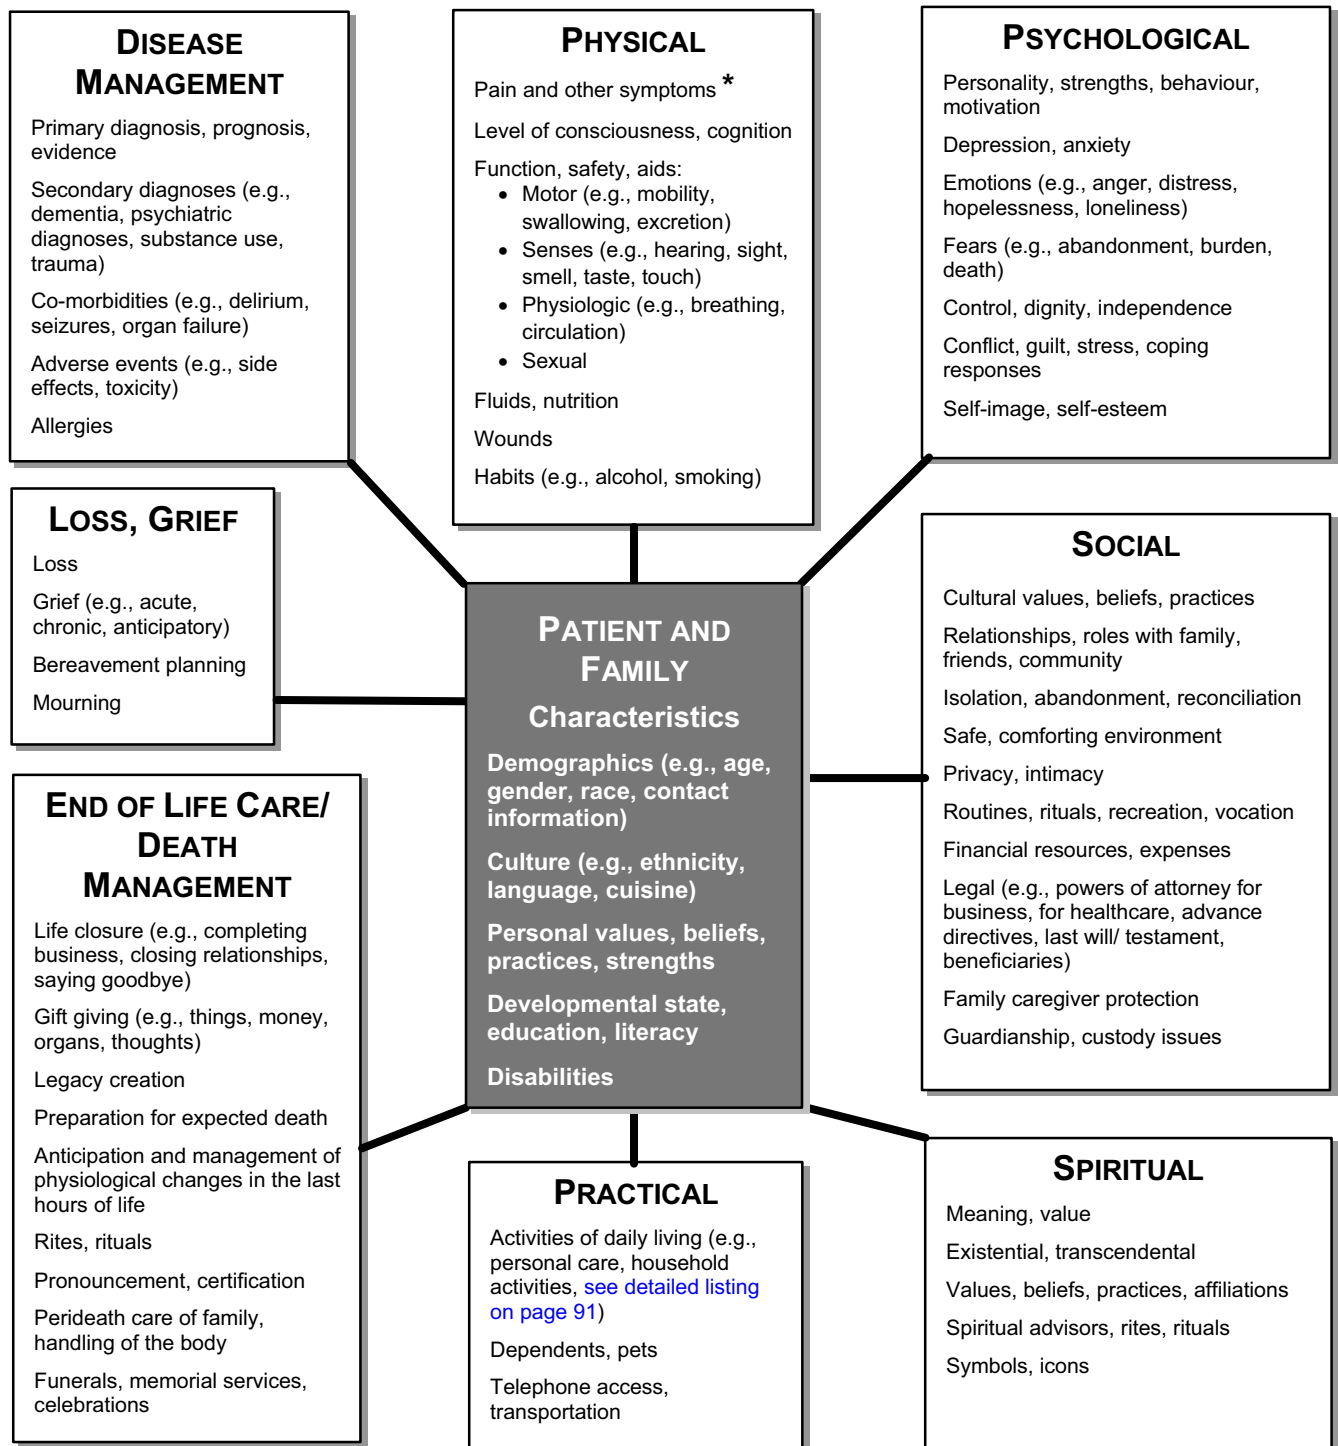 DISEASE
MANAGEMENT
Primary diagnosis, prognosis,
evidence
Secondary diagnoses (e.g.,
dementia, psychiatric
diagnoses, substance use,
trauma)
Co-morbidities (e.g., delirium,
seizures, organ failure)
Adverse events (e.g., side
effects, toxicity)
Allergies
PHYSICAL
Pain and other symptoms *
Level of consciousness, cognition
Function, safety, aids:
• Motor (e.g., mobility,
swallowing, excretion)
• Senses (e.g., hearing, sight,
smell, taste, touch)
• Physiologic (e.g., breathing,
circulation)
• Sexual
Fluids, nutrition
Wounds
Habits (e.g., alcohol, smoking)
PSYCHOLOGICAL
Personality, strengths, behaviour,
motivation
Depression, anxiety
Emotions (e.g., anger, distress,
hopelessness, loneliness)
Fears (e.g., abandonment, burden,
death)
Control, dignity, independence
Conflict, guilt, stress, coping
responses
Self-image, self-esteem
LOSS, GRIEF
Loss
Grief (e.g., acute,
chronic, anticipatory)
Bereavement planning
Mourning
PATIENT AND
FAMILY
Characteristics
Demographics (e.g., age,
gender, race, contact
information)
Culture (e.g., ethnicity,
language, cuisine)
Personal values, beliefs,
practices, strengths
Developmental state,
education, literacy
Disabilities
SOCIAL
Cultural values, beliefs, practices
Relationships, roles with family,
friends, community
Isolation, abandonment, reconciliation
Safe, comforting environment
Privacy, intimacy
Routines, rituals, recreation, vocation
Financial resources, expenses
Legal (e.g., powers of attorney for
business, for healthcare, advance
directives, last will/ testament,
beneficiaries)
Family caregiver protection
Guardianship, custody issues
END OF LIFE CARE/
DEATH
MANAGEMENT
Life closure (e.g., completing
business, closing relationships,
saying goodbye)
Gift giving (e.g., things, money,
organs, thoughts)
Legacy creation
Preparation for expected death
Anticipation and management of
physiological changes in the last
hours of life
Rites, rituals
Pronouncement, certification
Perideath care of family,
handling of the body
Funerals, memorial services,
celebrations
PRACTICAL
Activities of daily living (e.g.,
personal care, household
activities, see detailed listing
on page 91)
Dependents, pets
Telephone access,
transportation
SPIRITUAL
Meaning, value
Existential, transcendental
Values, beliefs, practices, affiliations
Spiritual advisors, rites, rituals
Symbols, icons